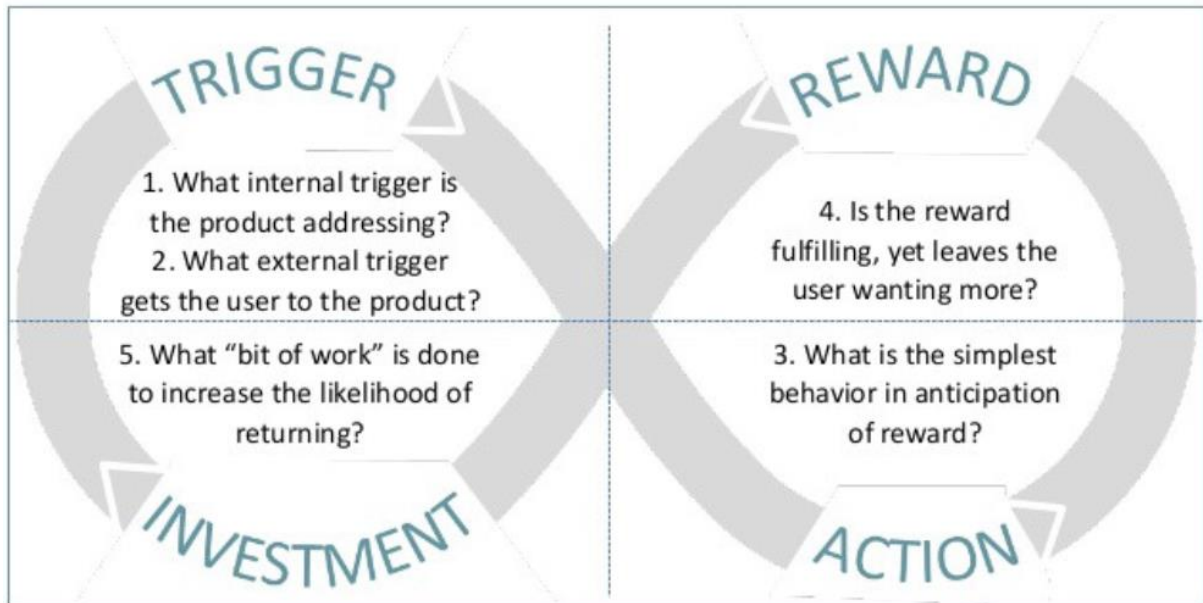 TRIGGER
1. What internal trigger is
the product addressing?
2. What external trigger
gets the user to the product?
REWARD
4. Is the reward
fulfilling, yet leaves the
user wanting more?
5. What “bit of work” is done
to increase the likelihood of
returning?
INVESTMENT
3. What is the simplest
behavior in anticipation
of reward?
ACTION